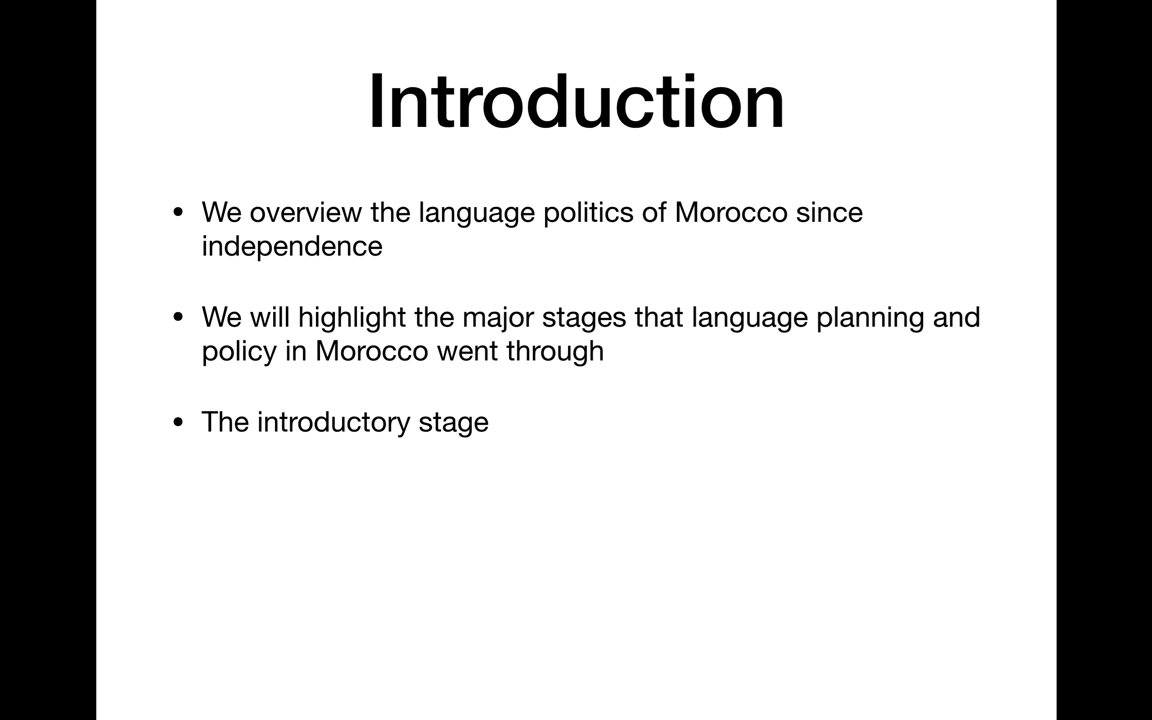 Introduction
• We overview the language politics of Morocco since
independence
• We will highlight the major stages that language planning and
policy in Morocco went through
• The introductory stage